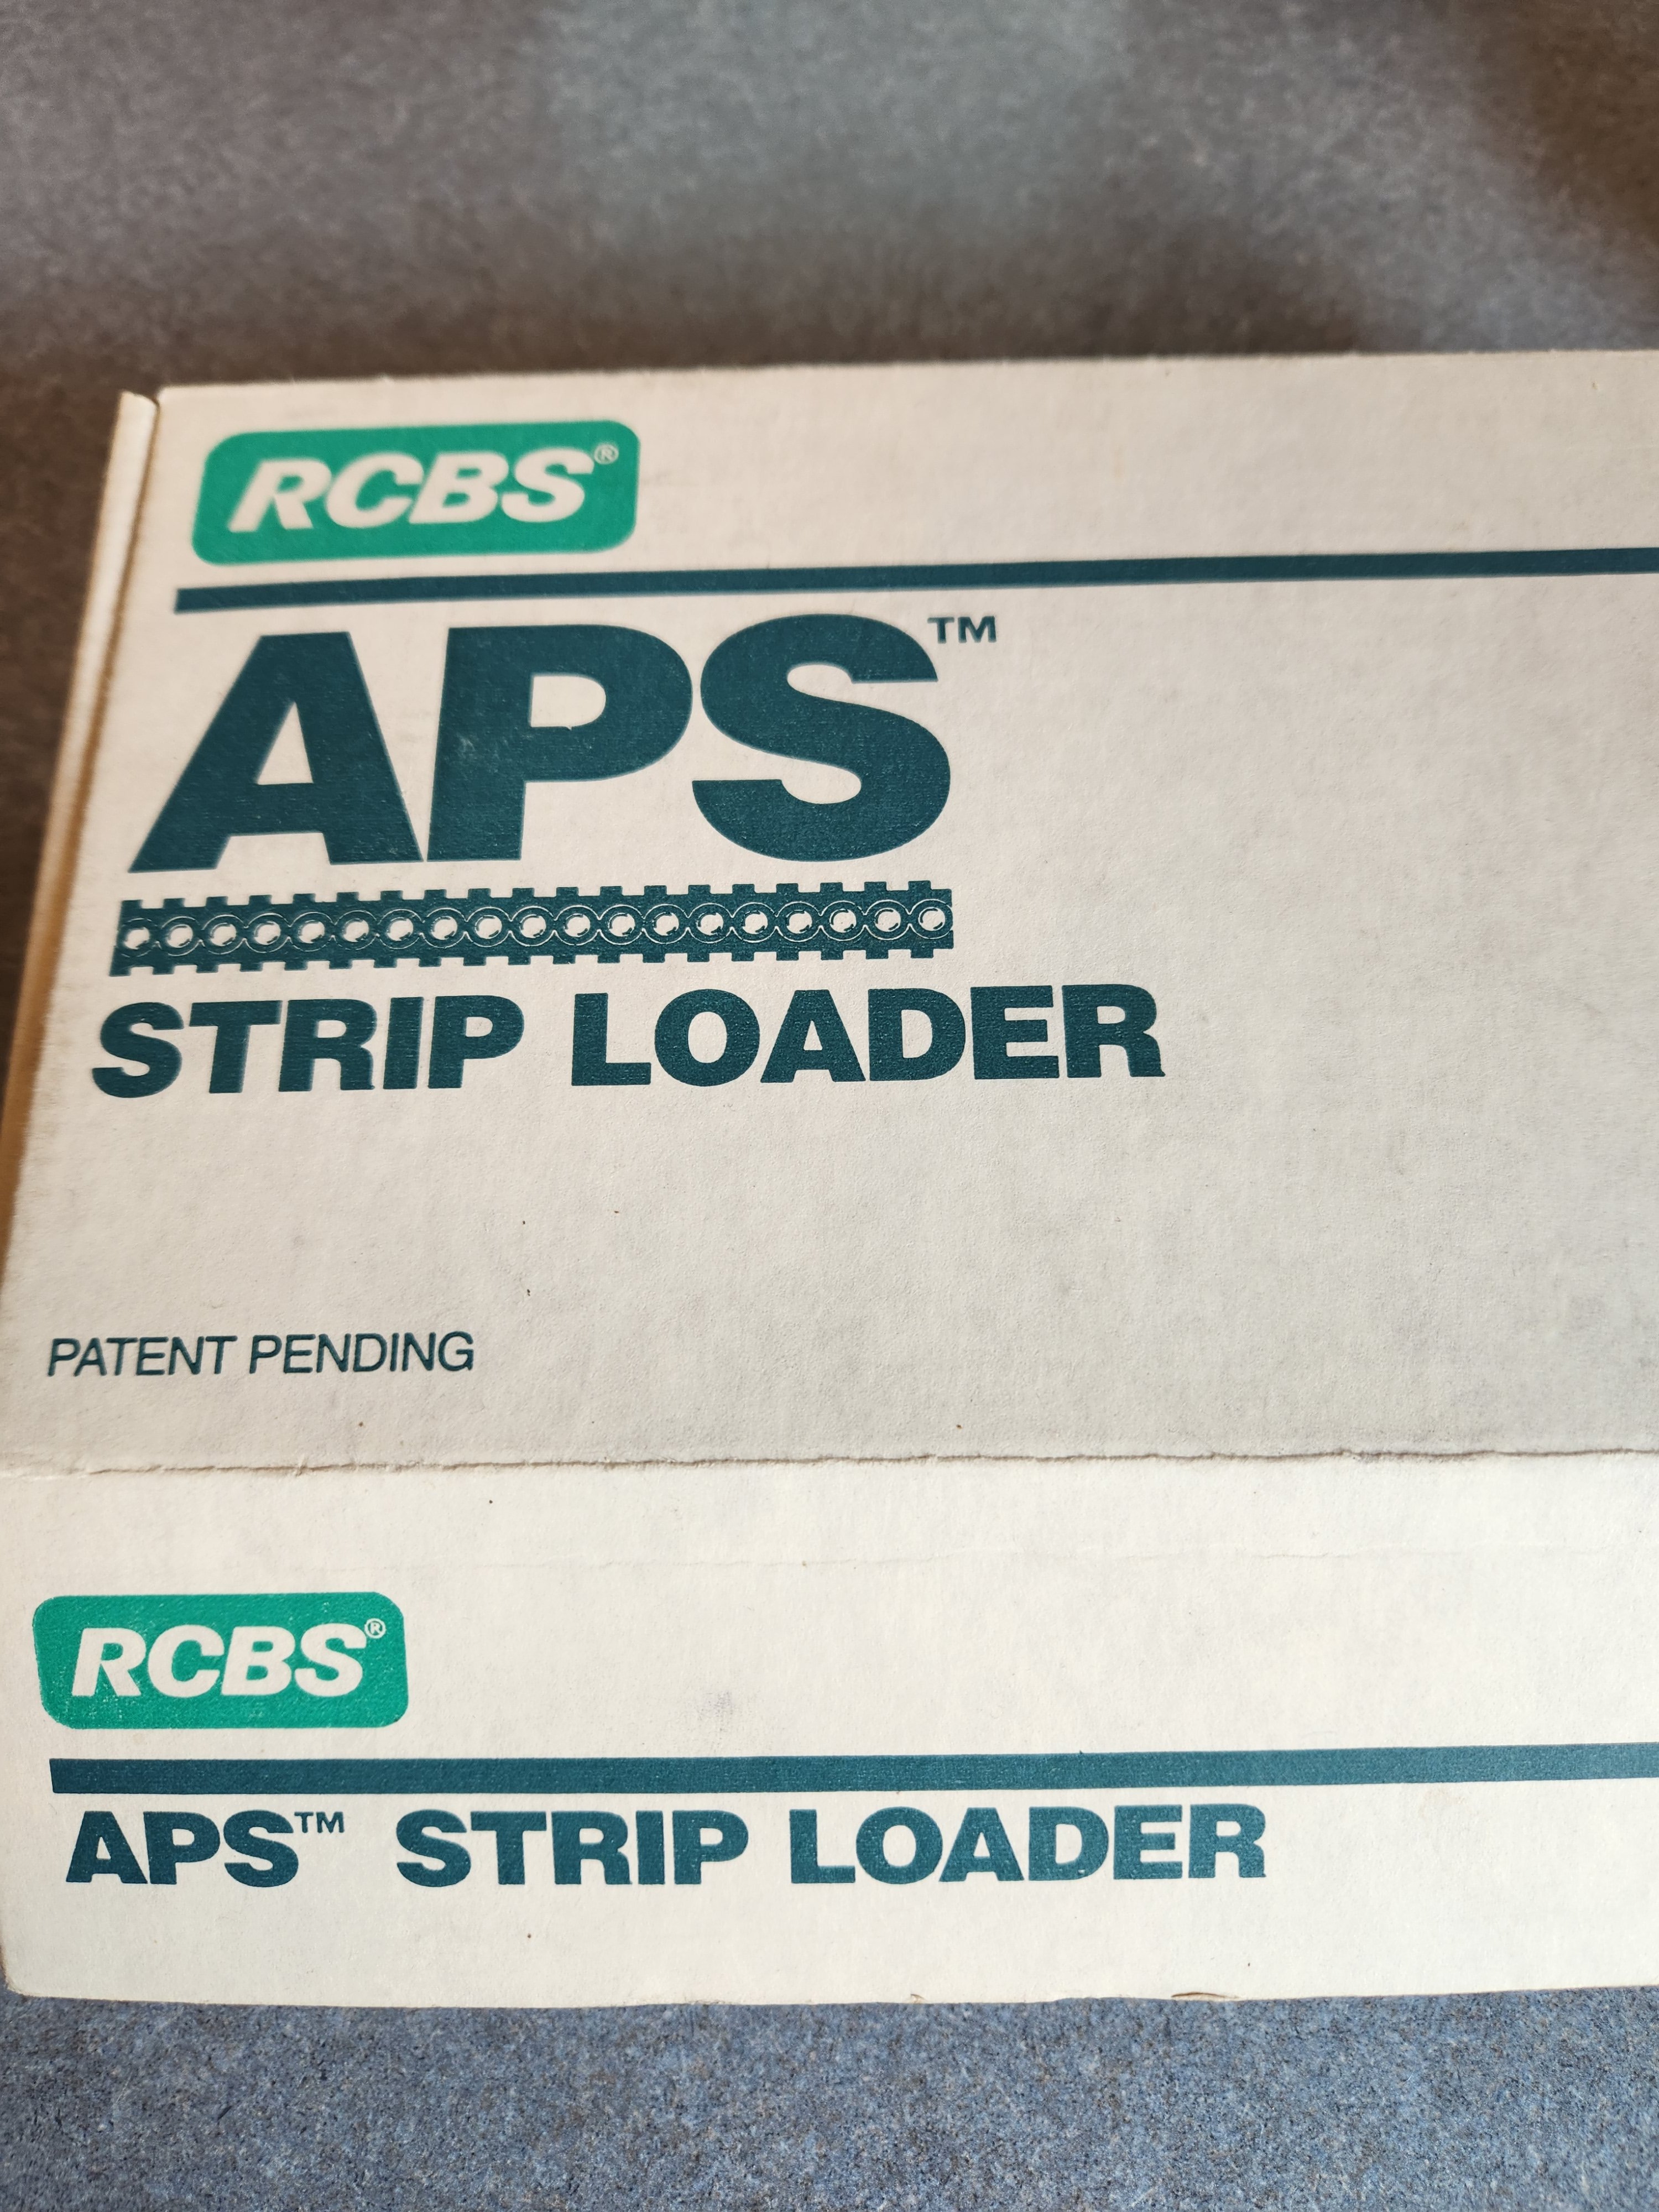 RCBS®
APS™
STRIP LOADER
PATENT PENDING
RCBS®
APS™ STRIP LOADER